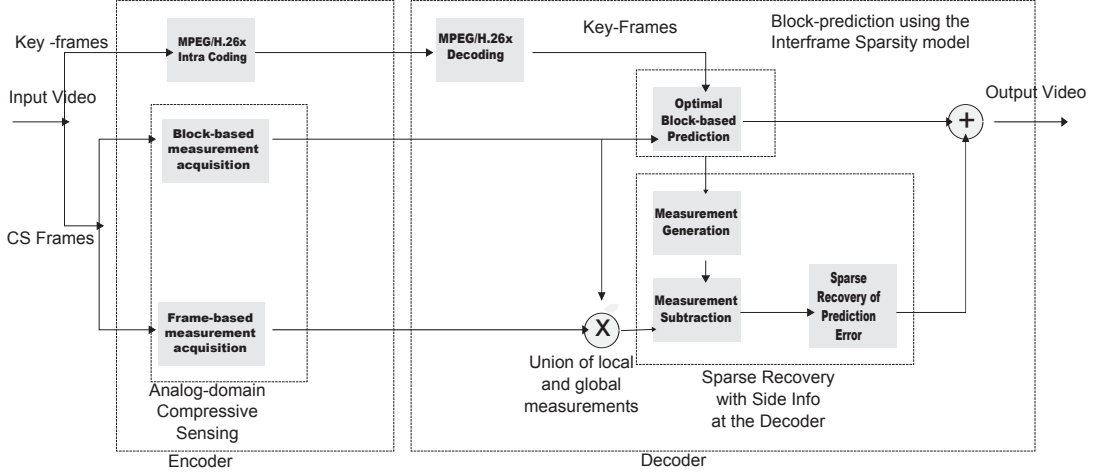 Key -frames
MPEG/H.26x
Intra Coding
MPEG/H.26x
Decoding
Key-Frames
Block-prediction using the
Interframe Sparsity model
Input Video
Block-based
measurement
acquisition
Optimal
Block-based
Prediction
+
Output Video
CS Frames
Measurement
Generation
Frame-based
measurement
acquisition
X
Measurement
Subtraction
Sparse
Recovery of
Prediction
Error
Union of local
and global
measurements
Analog-domain
Compressive
Sensing
Sparse Recovery
with Side Info
at the Decoder
Encoder
Decoder